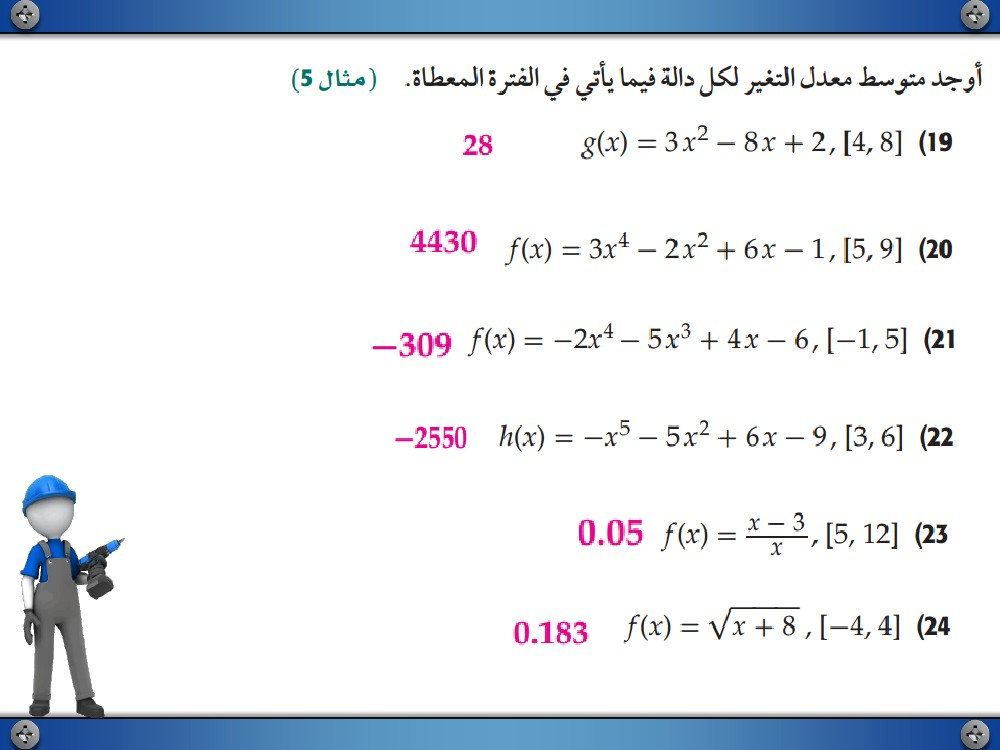 أوجد متوسط معدل التغير لكل دالة فيما يأتي في الفترة المعطاة. (مثال 5)
19) g(x) = 3x² − 8x + 2, [4, 8] 28
20) f(x) = 3x⁴ − 2x² + 6x − 1, [5, 9] 4430
21) f(x) = −2x⁴ − 5x³ + 4x − 6, [−1, 5] −309
22) h(x) = −x⁵ − 5x² + 6x − 9, [3, 6] −2550
23) f(x) = (x − 3)/x, [5, 12] 0.05
24) f(x) = √(x + 8), [−4, 4] 0.183